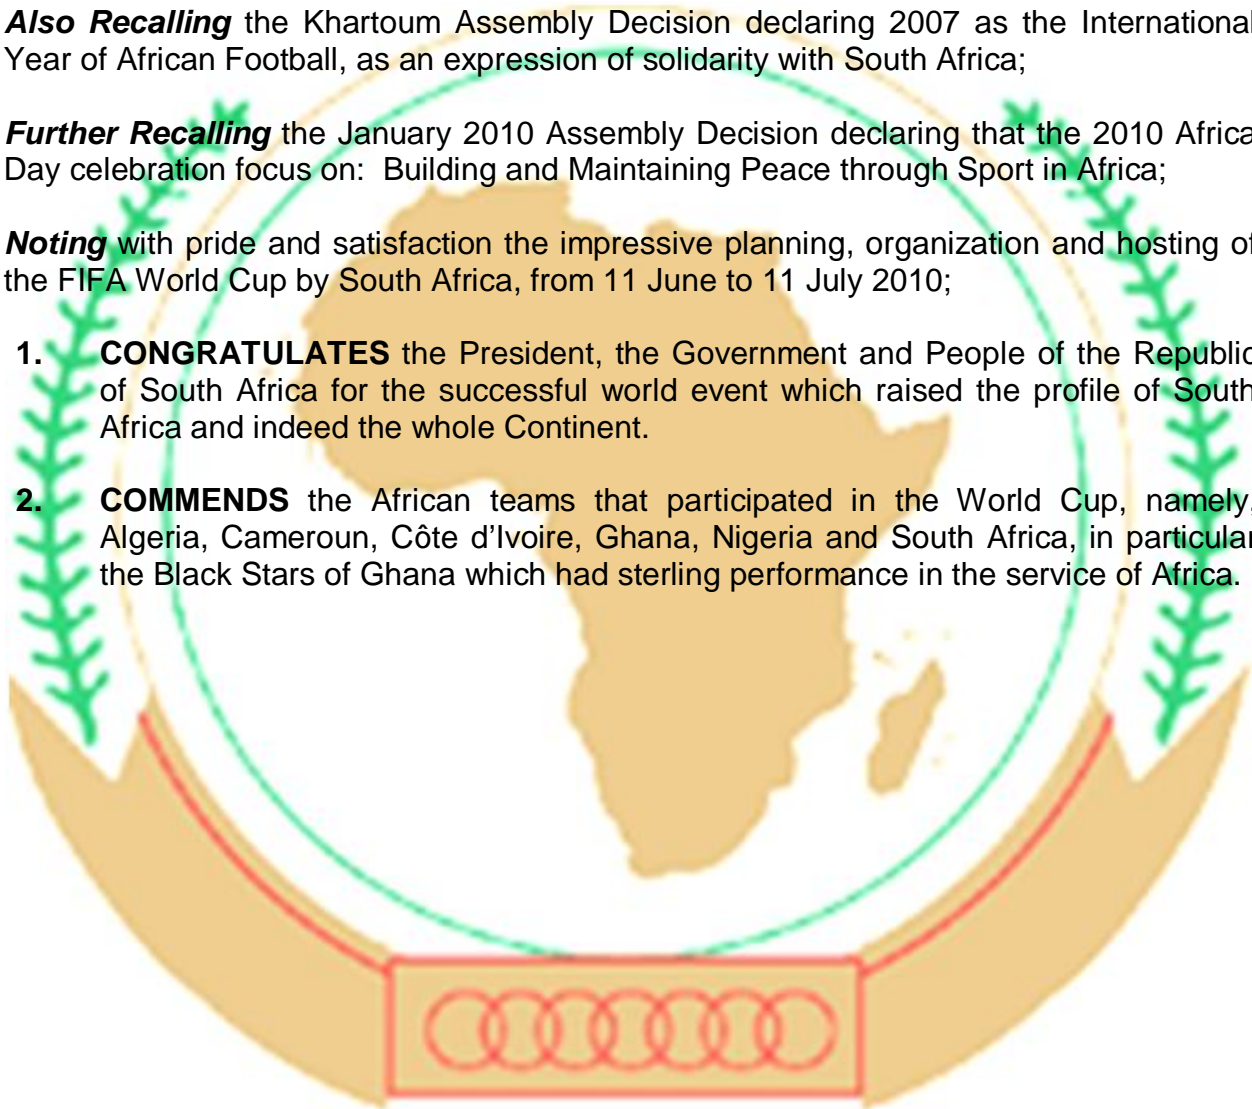 Also Recalling the Khartoum Assembly Decision declaring 2007 as the International
Year of African Football, as an expression of solidarity with South Africa;
Further Recalling the January 2010 Assembly Decision declaring that the 2010 Africa
Day celebration focus on: Building and Maintaining Peace through Sport in Africa;
Noting with pride and satisfaction the impressive planning, organization and hosting of
the FIFA World Cup by South Africa, from 11 June to 11 July 2010;
1. CONGRATULATES the President, the Government and People of the Republic
of South Africa for the successful world event which raised the profile of South
Africa and indeed the whole Continent.
2. COMMENDS the African teams that participated in the World Cup, namely,
Algeria, Cameroun, Côte d’Ivoire, Ghana, Nigeria and South Africa, in particular
the Black Stars of Ghana which had sterling performance in the service of Africa.